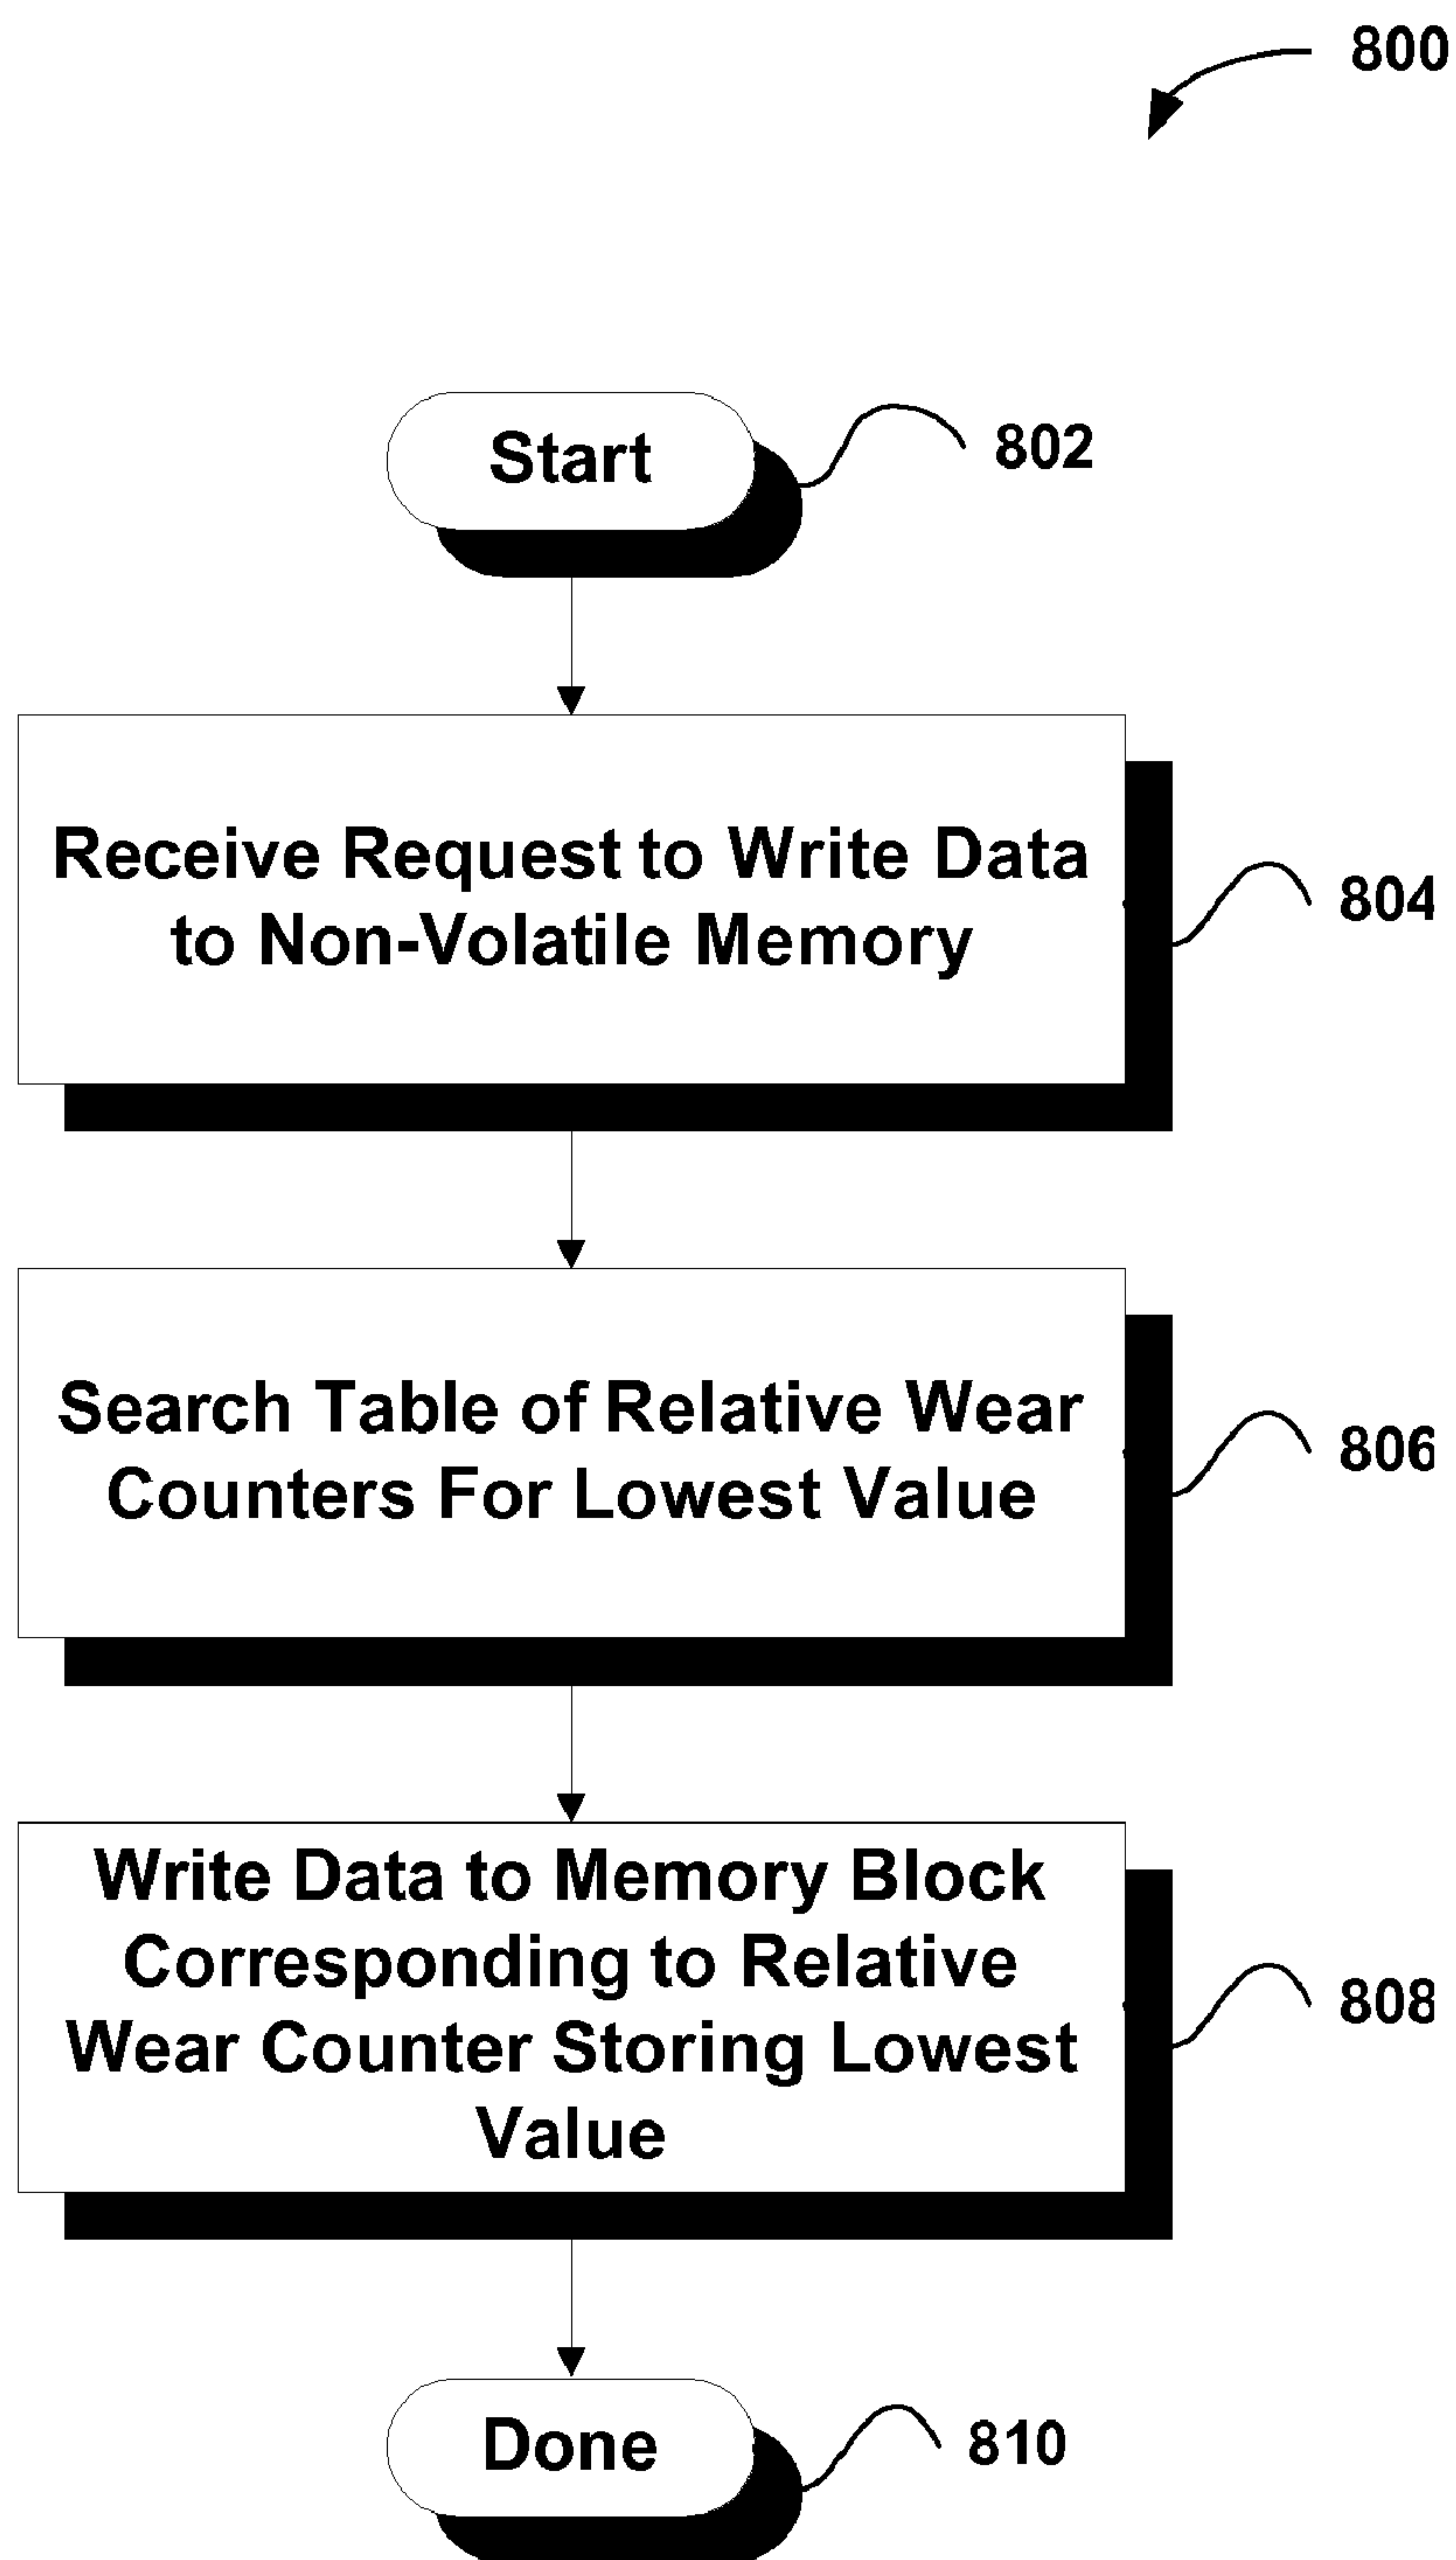 800
Start
802
Receive Request to Write Data
to Non-Volatile Memory
804
Search Table of Relative Wear
Counters For Lowest Value
806
Write Data to Memory Block
Corresponding to Relative
Wear Counter Storing Lowest
Value
808
Done
810